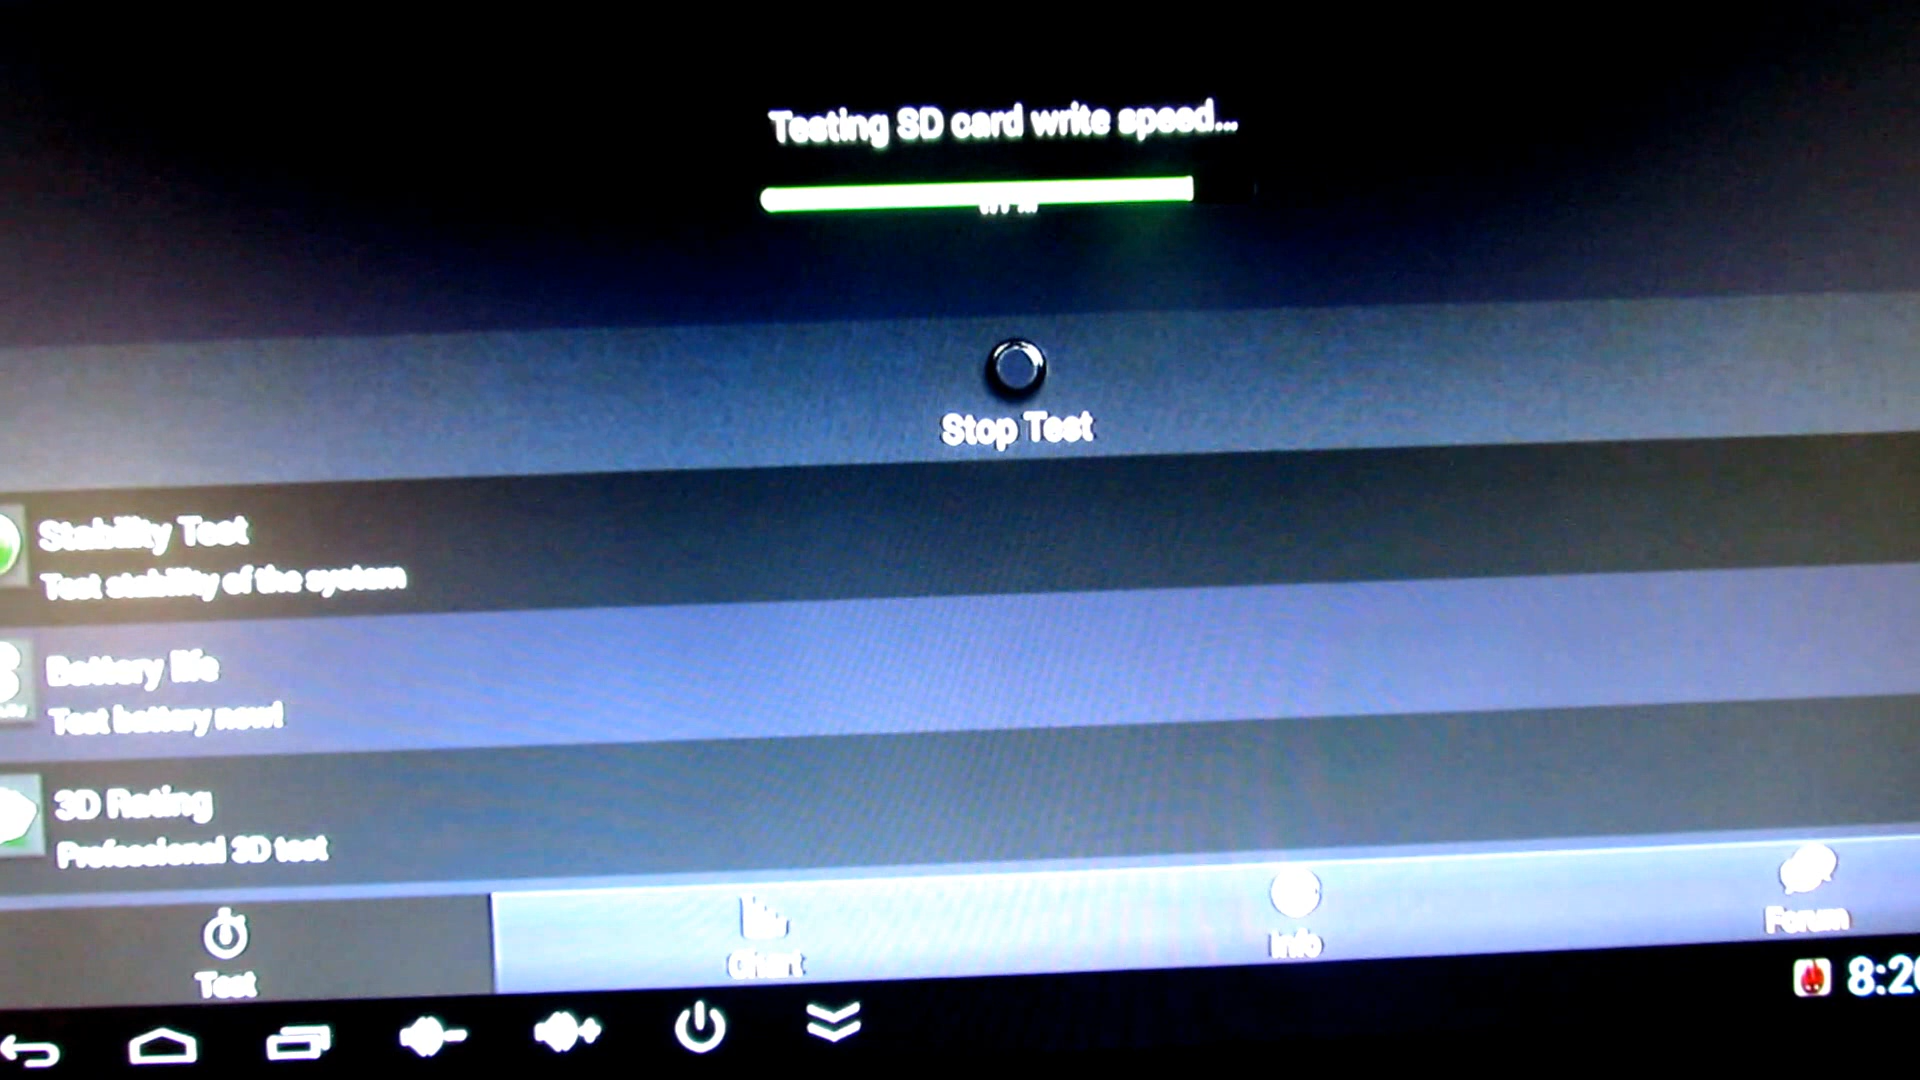 Testing SD card write speed...
Stop Test
Stability Test
Test stability of the system
Battery life
Test battery now!
3D Rating
Professional 3D test
Test
Chart
Info
Forum